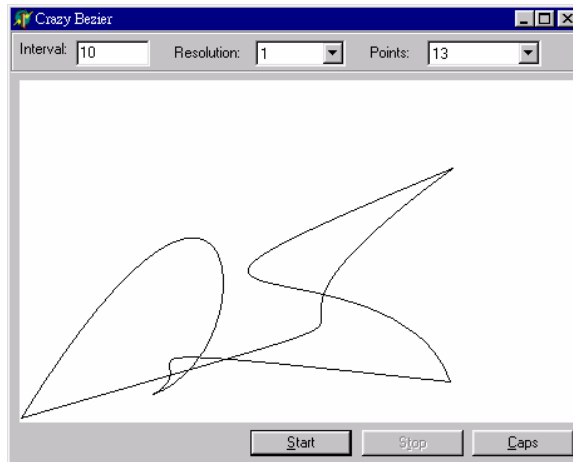 Crazy Bezier
Interval: 10 Resolution: 1 Points: 13
Start Stop Caps